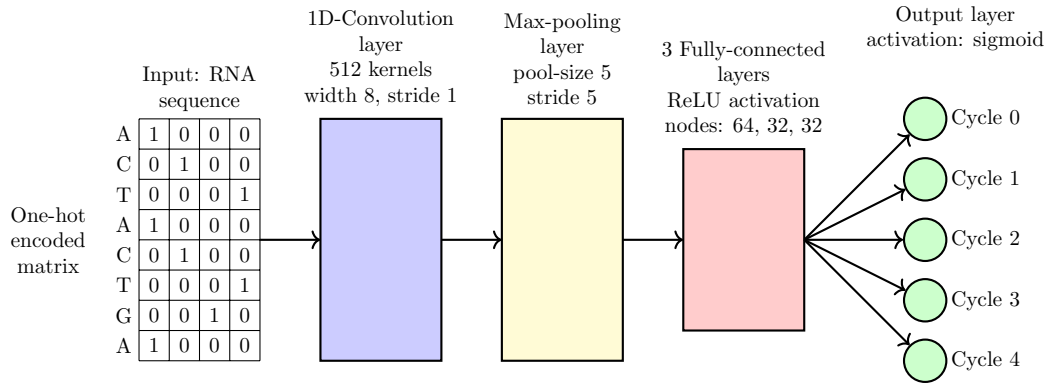 1D-Convolution
layer
512 kernels
width 8, stride 1
Max-pooling
layer
pool-size 5
stride 5
3 Fully-connected
layers
ReLU activation
nodes: 64, 32, 32
Output layer
activation: sigmoid
Input: RNA
sequence
One-hot
encoded
matrix
A 1 0 0 0
C 0 1 0 0
T 0 0 0 1
A 1 0 0 0
C 0 1 0 0
T 0 0 0 1
G 0 0 1 0
A 1 0 0 0
Cycle 0
Cycle 1
Cycle 2
Cycle 3
Cycle 4